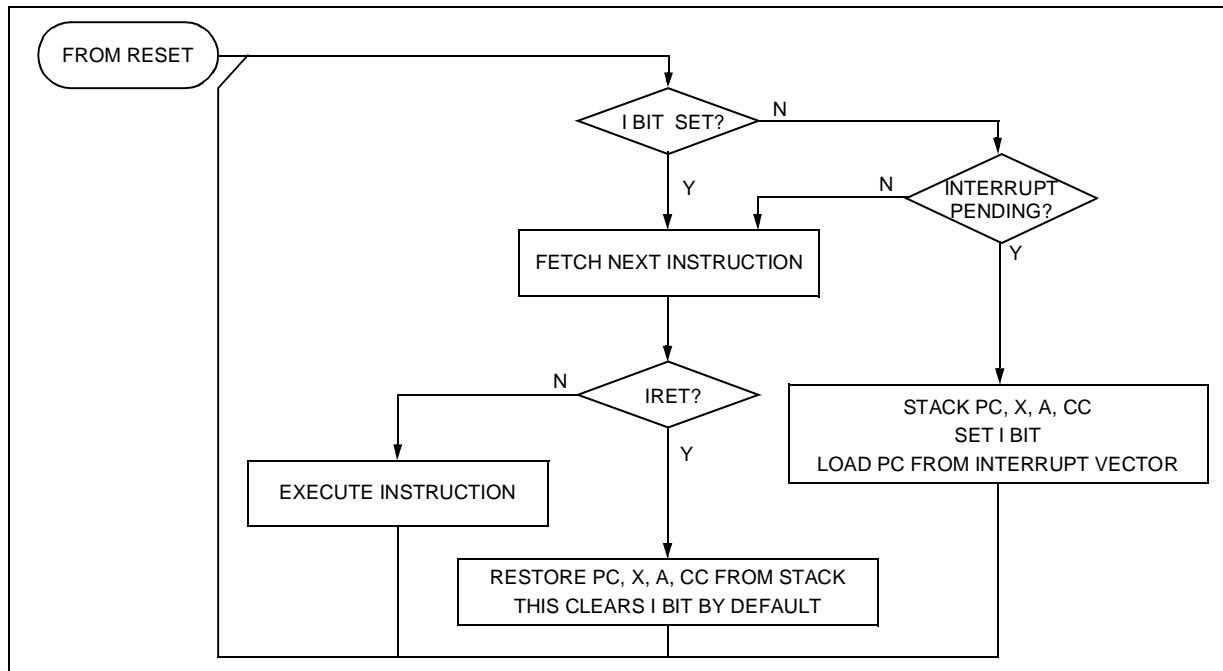 FROM RESET
I BIT SET?
N
Y
N
INTERRUPT
PENDING?
Y
FETCH NEXT INSTRUCTION
N
IRET?
Y
STACK PC, X, A, CC
SET I BIT
LOAD PC FROM INTERRUPT VECTOR
EXECUTE INSTRUCTION
RESTORE PC, X, A, CC FROM STACK
THIS CLEARS I BIT BY DEFAULT